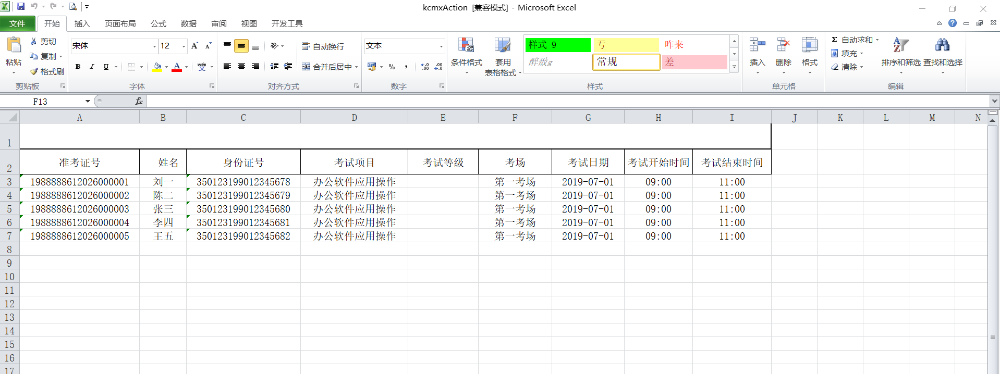 kcmxAction [兼容模式] - Microsoft Excel
文件 开始 插入 页面布局 公式 数据 审阅 视图 开发工具
粘贴 剪切 复制 格式刷 剪贴板
宋体 12 A A B I U A wén 文 字体
自动换行 合并后居中 对齐方式
文本 % , .00 .00 数字
条件格式 套用 表格格式
样式 9 亏 咋来
常规 差
样式
插入 删除 格式 单元格
Σ 自动求和 填充 清除 排序和筛选 查找和选择 编辑
F13 fx
A B C D E F G H I J K L M N
1
2 准考证号 姓名 身份证号 考试项目 考试等级 考场 考试日期 考试开始时间 考试结束时间
3 1988888612026000001 刘一 350123199012345678 办公软件应用操作 第一考场 2019-07-01 09:00 11:00
4 1988888612026000002 陈二 350123199012345679 办公软件应用操作 第一考场 2019-07-01 09:00 11:00
5 1988888612026000003 张三 350123199012345680 办公软件应用操作 第一考场 2019-07-01 09:00 11:00
6 1988888612026000004 李四 350123199012345681 办公软件应用操作 第一考场 2019-07-01 09:00 11:00
7 1988888612026000005 王五 350123199012345682 办公软件应用操作 第一考场 2019-07-01 09:00 11:00
8
9
10
11
12
13
14
15
16
17